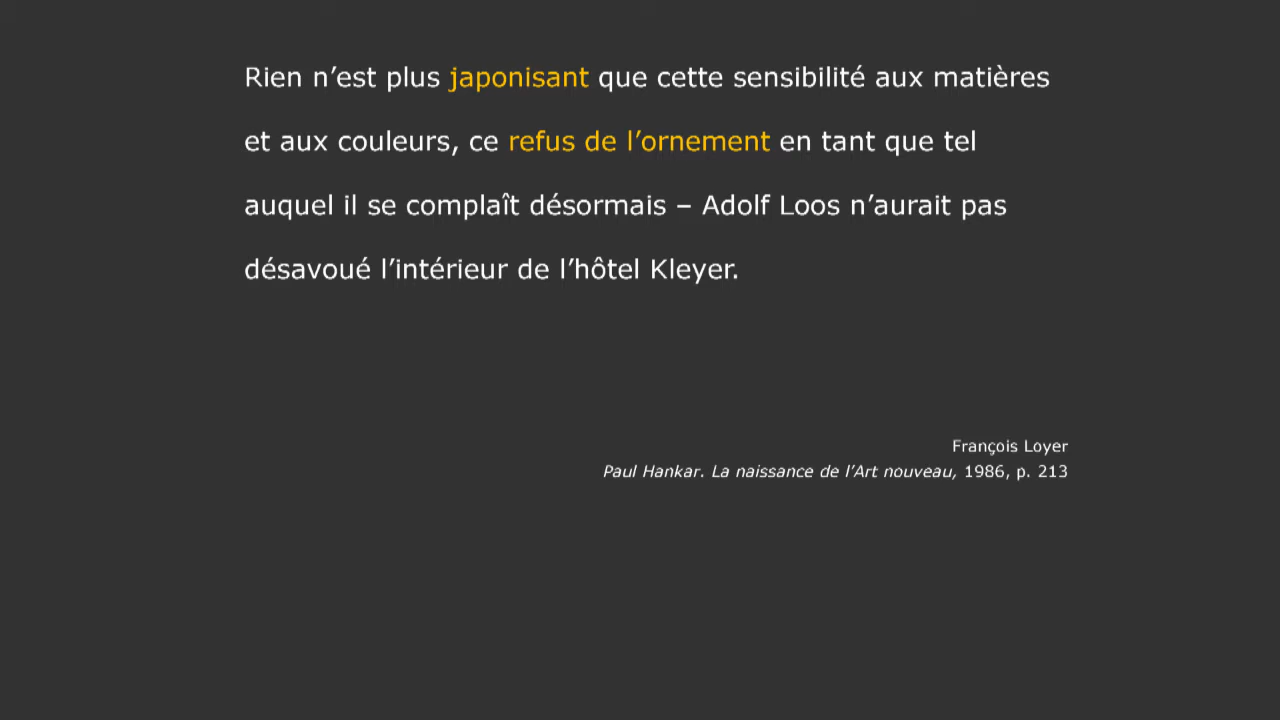 Rien n’est plus japonisant que cette sensibilité aux matières
et aux couleurs, ce refus de l’ornement en tant que tel
auquel il se complaît désormais – Adolf Loos n’aurait pas
désavoué l’intérieur de l’hôtel Kleyer.
François Loyer
Paul Hankar. La naissance de l’Art nouveau, 1986, p. 213